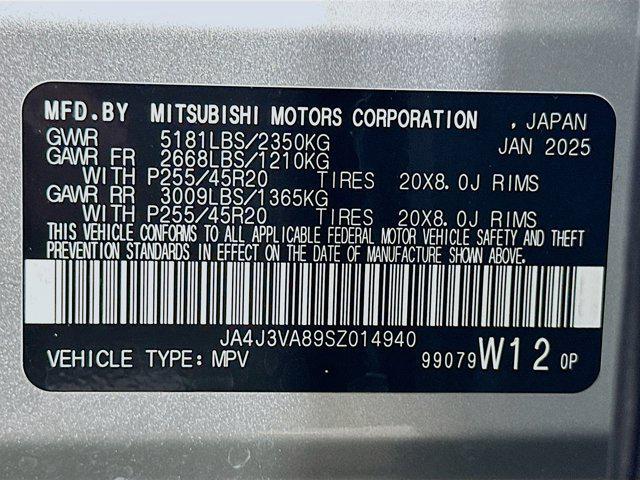 MFD.BY MITSUBISHI MOTORS CORPORATION , JAPAN
GVWR 5181LBS/2350KG JAN 2025
GAWR FR 2668LBS/1210KG
WITH P255/45R20 TIRES 20X8.0J RIMS
GAWR RR 3009LBS/1365KG
WITH P255/45R20 TIRES 20X8.0J RIMS
THIS VEHICLE CONFORMS TO ALL APPLICABLE FEDERAL MOTOR VEHICLE SAFETY AND THEFT
PREVENTION STANDARDS IN EFFECT ON THE DATE OF MANUFACTURE SHOWN ABOVE.
JA4J3VA89SZ014940
VEHICLE TYPE: MPV 99079 W12 0P